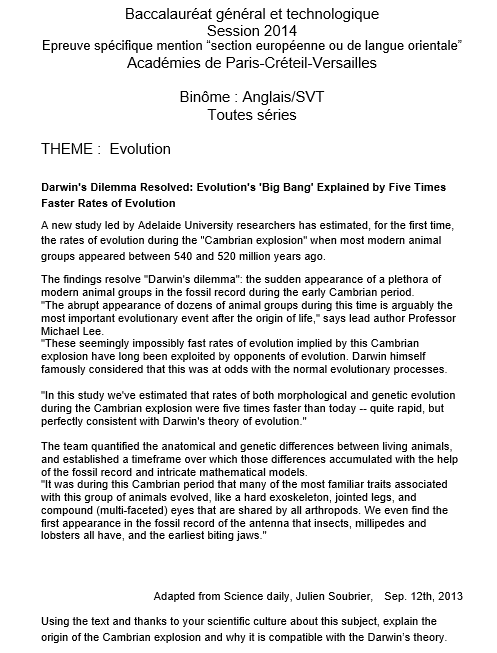 Baccalauréat général et technologique
Session 2014
Epreuve spécifique mention “section européenne ou de langue orientale”
Académies de Paris-Créteil-Versailles
Binôme : Anglais/SVT
Toutes séries
THEME : Evolution
Darwin's Dilemma Resolved: Evolution's 'Big Bang' Explained by Five Times
Faster Rates of Evolution
A new study led by Adelaide University researchers has estimated, for the first time,
the rates of evolution during the "Cambrian explosion" when most modern animal
groups appeared between 540 and 520 million years ago.
The findings resolve "Darwin's dilemma": the sudden appearance of a plethora of
modern animal groups in the fossil record during the early Cambrian period.
"The abrupt appearance of dozens of animal groups during this time is arguably the
most important evolutionary event after the origin of life," says lead author Professor
Michael Lee.
"These seemingly impossibly fast rates of evolution implied by this Cambrian
explosion have long been exploited by opponents of evolution. Darwin himself
famously considered that this was at odds with the normal evolutionary processes.
"In this study we've estimated that rates of both morphological and genetic evolution
during the Cambrian explosion were five times faster than today -- quite rapid, but
perfectly consistent with Darwin's theory of evolution."
The team quantified the anatomical and genetic differences between living animals,
and established a timeframe over which those differences accumulated with the help
of the fossil record and intricate mathematical models.
"It was during this Cambrian period that many of the most familiar traits associated
with this group of animals evolved, like a hard exoskeleton, jointed legs, and
compound (multi-faceted) eyes that are shared by all arthropods. We even find the
first appearance in the fossil record of the antenna that insects, millipedes and
lobsters all have, and the earliest biting jaws."
Adapted from Science daily, Julien Soubrier, Sep. 12th, 2013
Using the text and thanks to your scientific culture about this subject, explain the
origin of the Cambrian explosion and why it is compatible with the Darwin's theory.